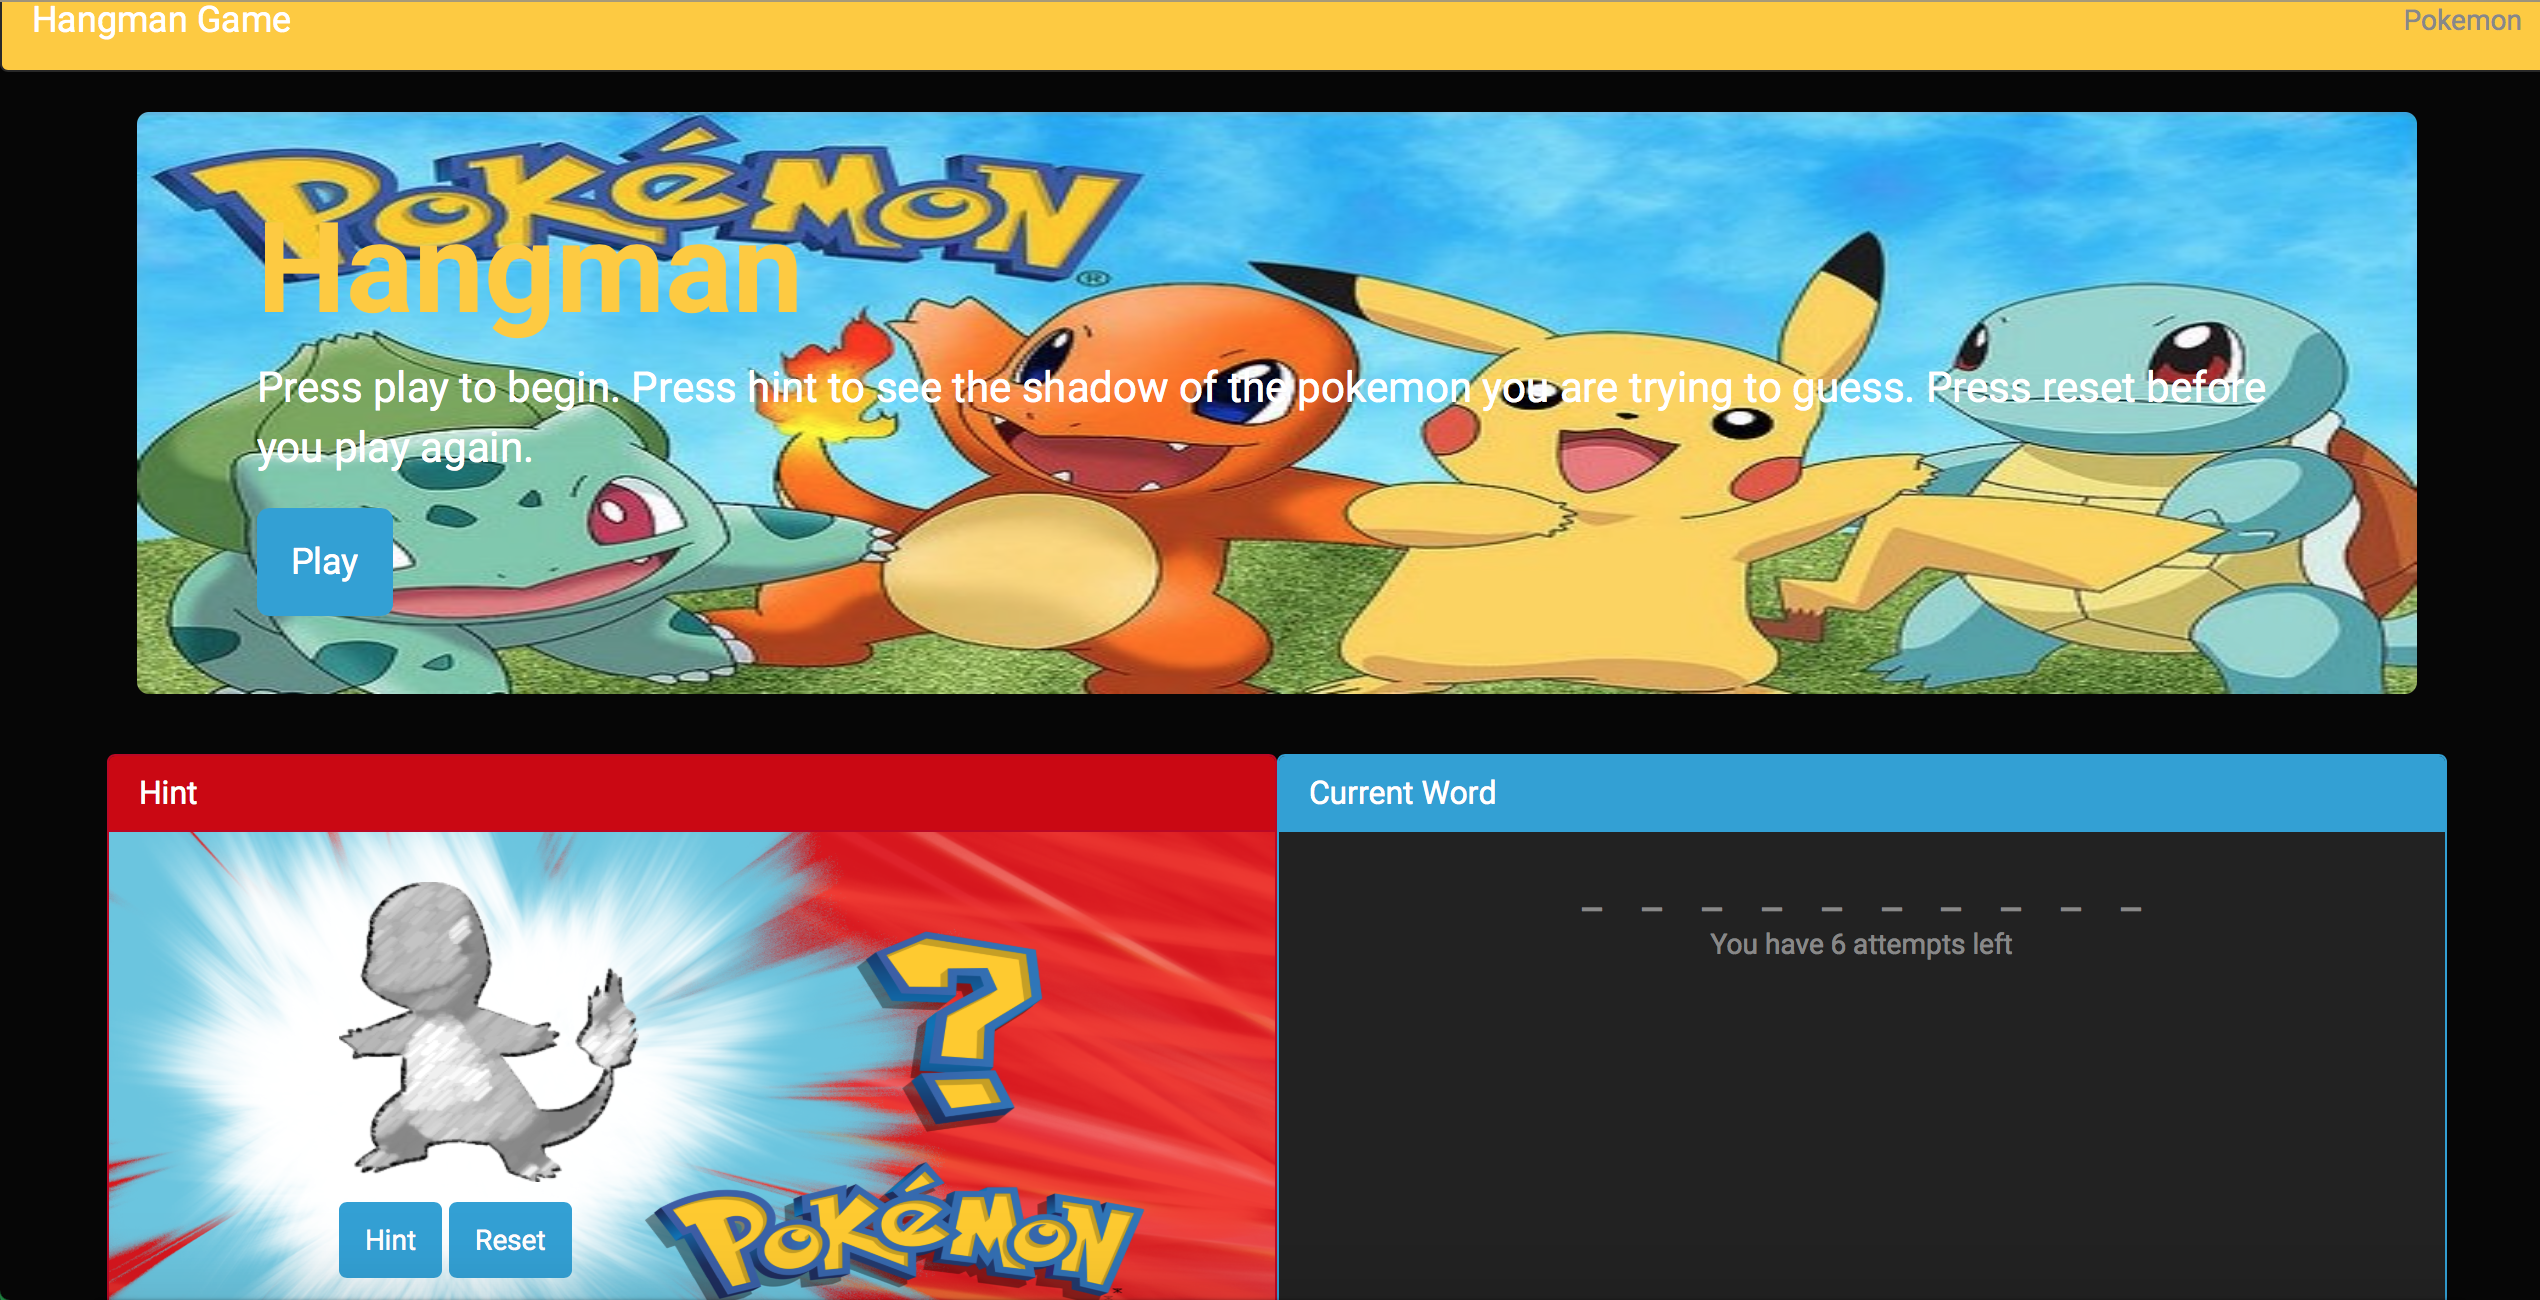 Hangman Game
Pokemon
POKéMON
®
Hangman
Press play to begin. Press hint to see the shadow of the pokemon you are trying to guess. Press reset before
you play again.
Play
Hint
Current Word
_ _ _ _ _ _ _ _ _ _
You have 6 attempts left
?
Hint
Reset
POKéMON